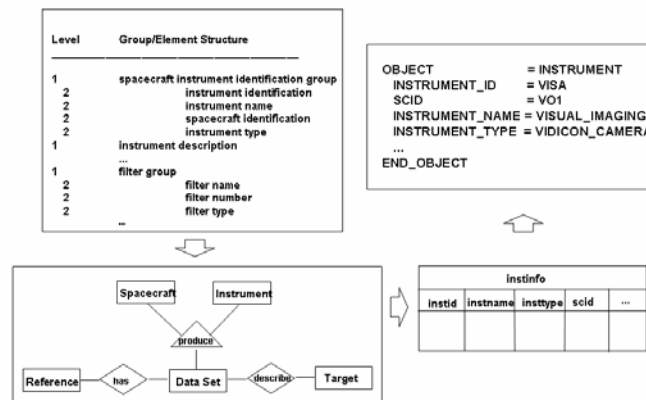 Level Group/Element Structure
1 spacecraft instrument identification group
2 instrument identification
2 instrument name
2 spacecraft identification
2 instrument type
1 instrument description
...
1 filter group
2 filter name
2 filter number
2 filter type
...
OBJECT = INSTRUMENT
INSTRUMENT_ID = VISA
SCID = VO1
INSTRUMENT_NAME = VISUAL_IMAGING
INSTRUMENT_TYPE = VIDICON_CAMERA
...
END_OBJECT
Spacecraft Instrument
produce
Reference has Data Set describe Target
instinfo
instid instname insttype scid ...